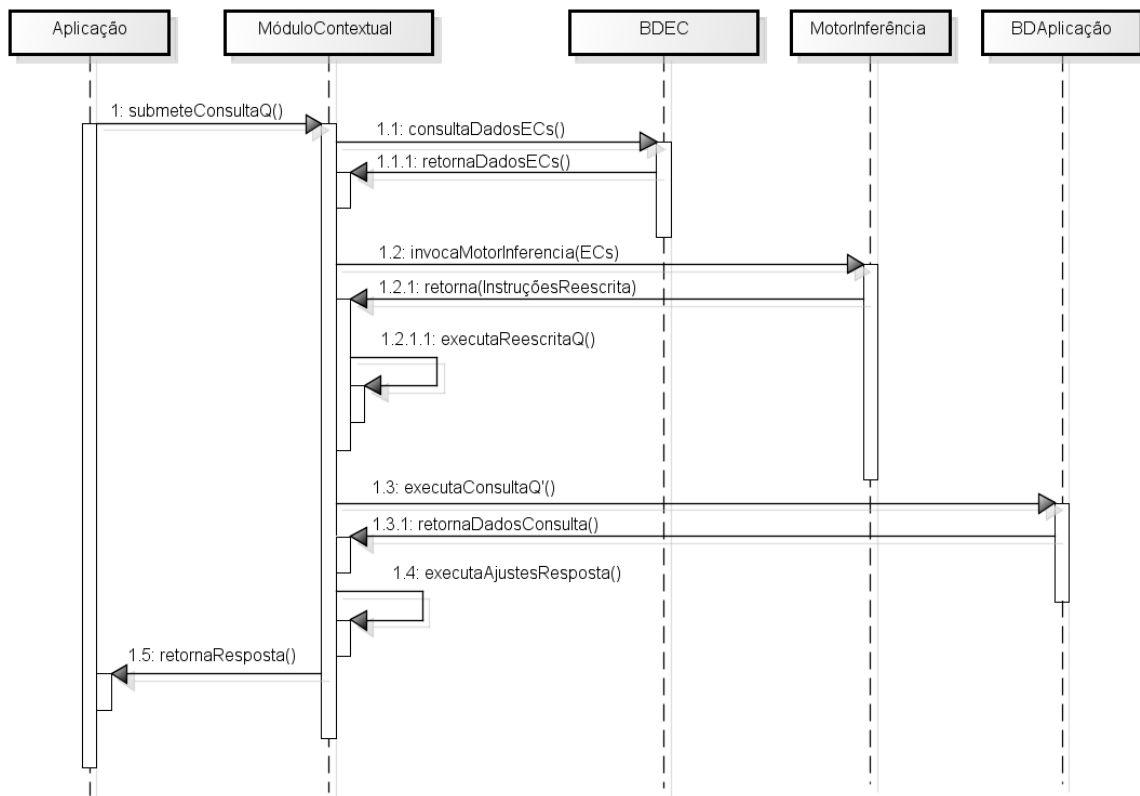 Aplicação
MóduloContextual
BDEC
MotorInferência
BDAplicação
1: submeteConsultaQ()
1.1: consultaDadosECs()
1.1.1: retornaDadosECs()
1.2: invocaMotorInferencia(ECs)
1.2.1: retorna(InstruçõesReescrita)
1.2.1.1: executaReescritaQ()
1.3: executaConsultaQ'()
1.3.1: retornaDadosConsulta()
1.4: executaAjustesResposta()
1.5: retornaResposta()